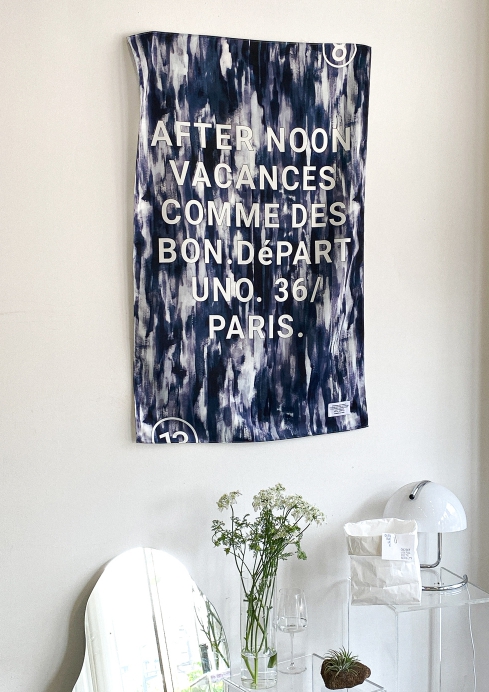 8
AFTER NOON
VACANCES
COMME DES
BON.DéPART
UNO. 36/
PARIS.
13